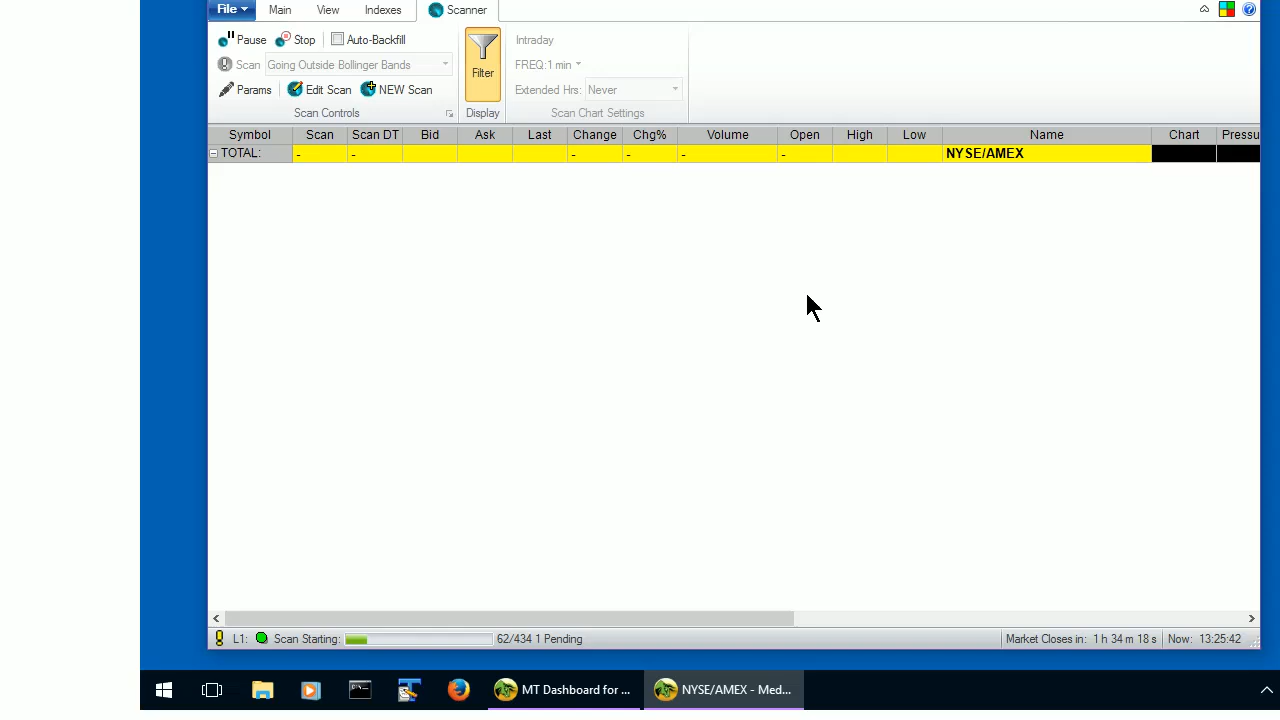 File Main View Indexes Scanner
Pause Stop Auto-Backfill
Scan Going Outside Bollinger Bands
Params Edit Scan NEW Scan
Scan Controls
Filter
Display
Intraday
FREQ:1 min
Extended Hrs: Never
Scan Chart Settings
Symbol Scan Scan DT Bid Ask Last Change Chg% Volume Open High Low Name Chart Pressu
TOTAL: - - - - - - NYSE/AMEX
L1: Scan Starting: 62/434 1 Pending Market Closes in: 1 h 34 m 18 s Now: 13:25:42
MT Dashboard for ... NYSE/AMEX - Med...